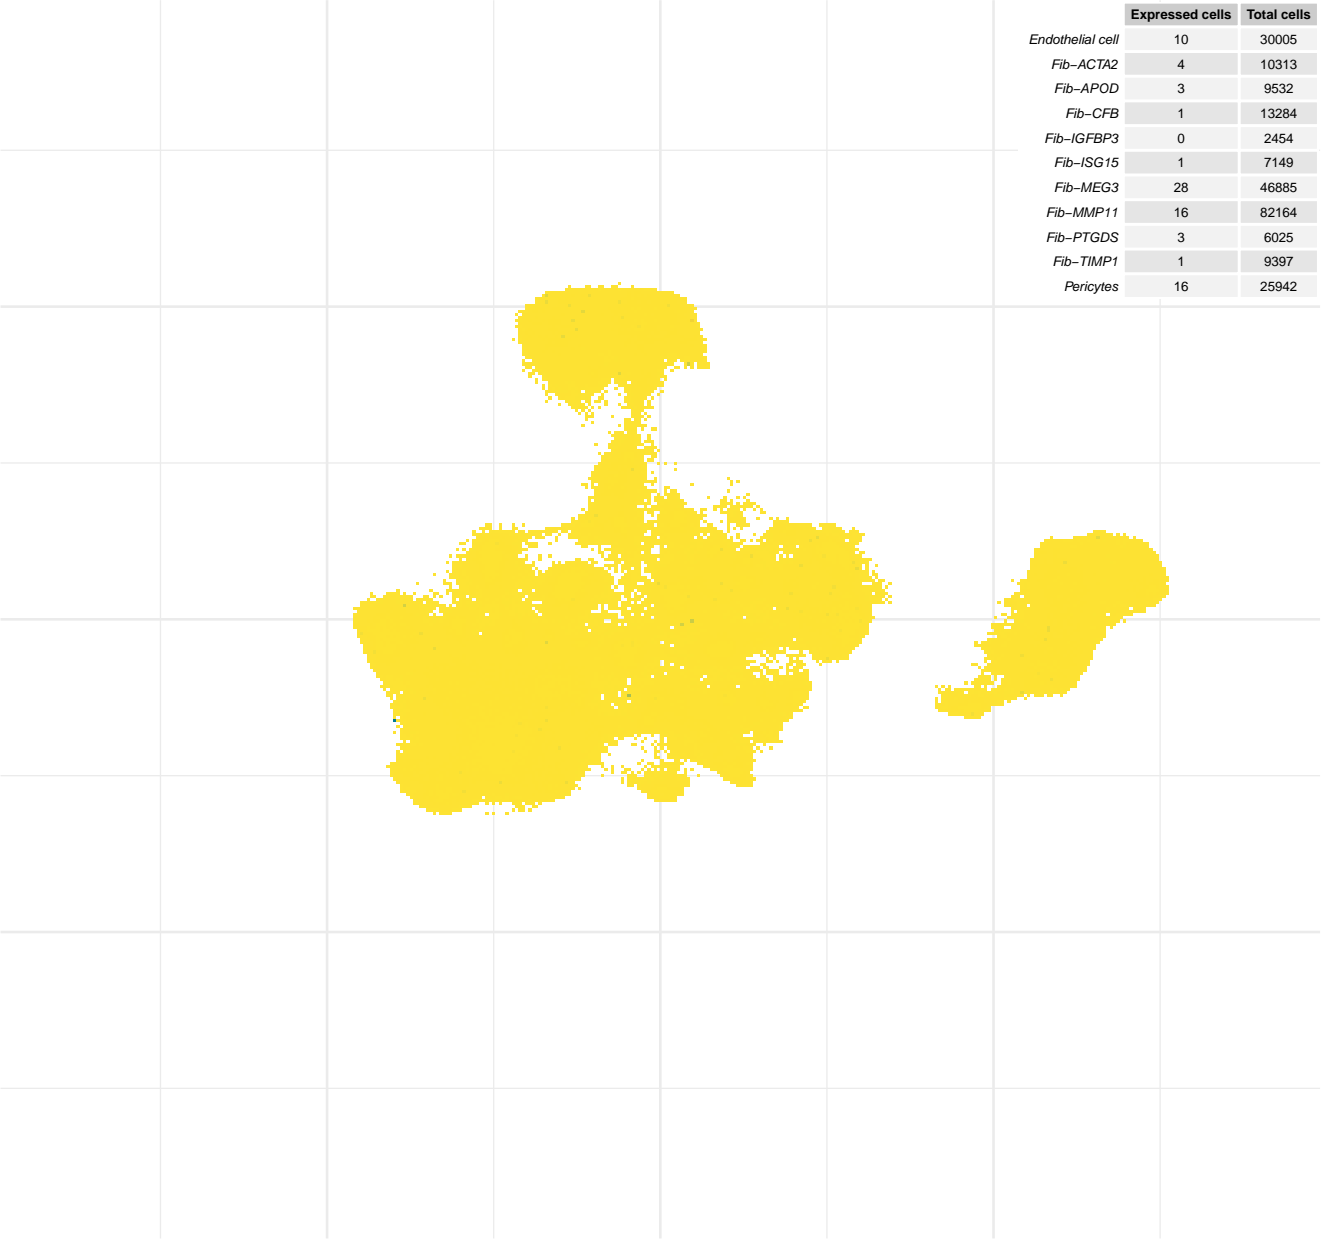 Expressed cells Total cells
Endothelial cell 10 30005
Fib−ACTA2 4 10313
Fib−APOD 3 9532
Fib−CFB 1 13284
Fib−IGFBP3 0 2454
Fib−ISG15 1 7149
Fib−MEG3 28 46885
Fib−MMP11 16 82164
Fib−PTGDS 3 6025
Fib−TIMP1 1 9397
Pericytes 16 25942